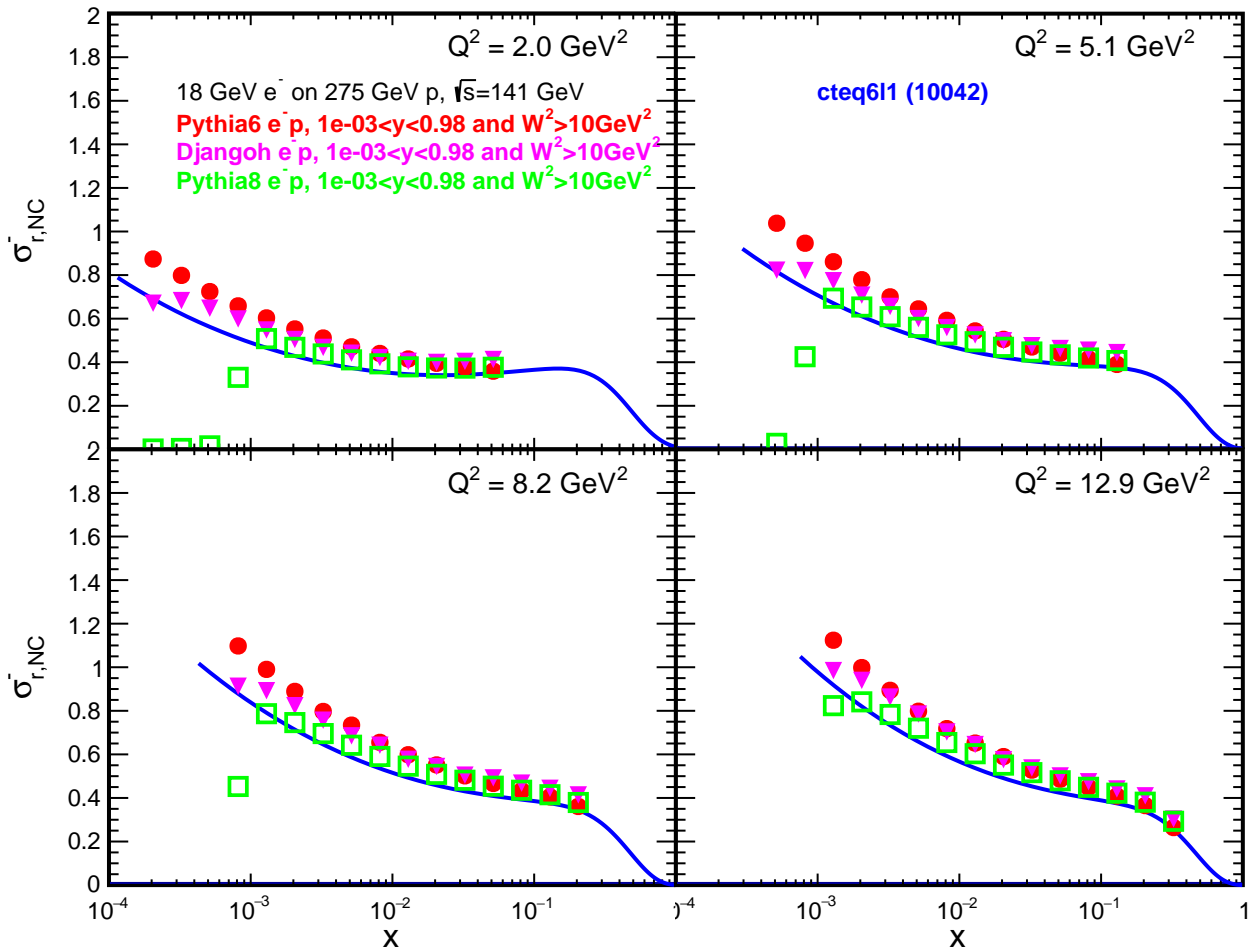 Q² = 2.0 GeV²
18 GeV e⁻ on 275 GeV p, √s=141 GeV
Pythia6 e⁻p, 1e-03<y<0.98 and W²>10GeV²
Djangoh e⁻p, 1e-03<y<0.98 and W²>10GeV²
Pythia8 e⁻p, 1e-03<y<0.98 and W²>10GeV²
σ⁻r,NC
2
1.8
1.6
1.4
1.2
1
0.8
0.6
0.4
0.2
Q² = 5.1 GeV²
cteq6l1 (10042)
Q² = 8.2 GeV²
σ⁻r,NC
2
1.8
1.6
1.4
1.2
1
0.8
0.6
0.4
0.2
0
10⁻⁴ 10⁻³ 10⁻² 10⁻¹
x
Q² = 12.9 GeV²
)⁻⁴ 10⁻³ 10⁻² 10⁻¹ 1
x